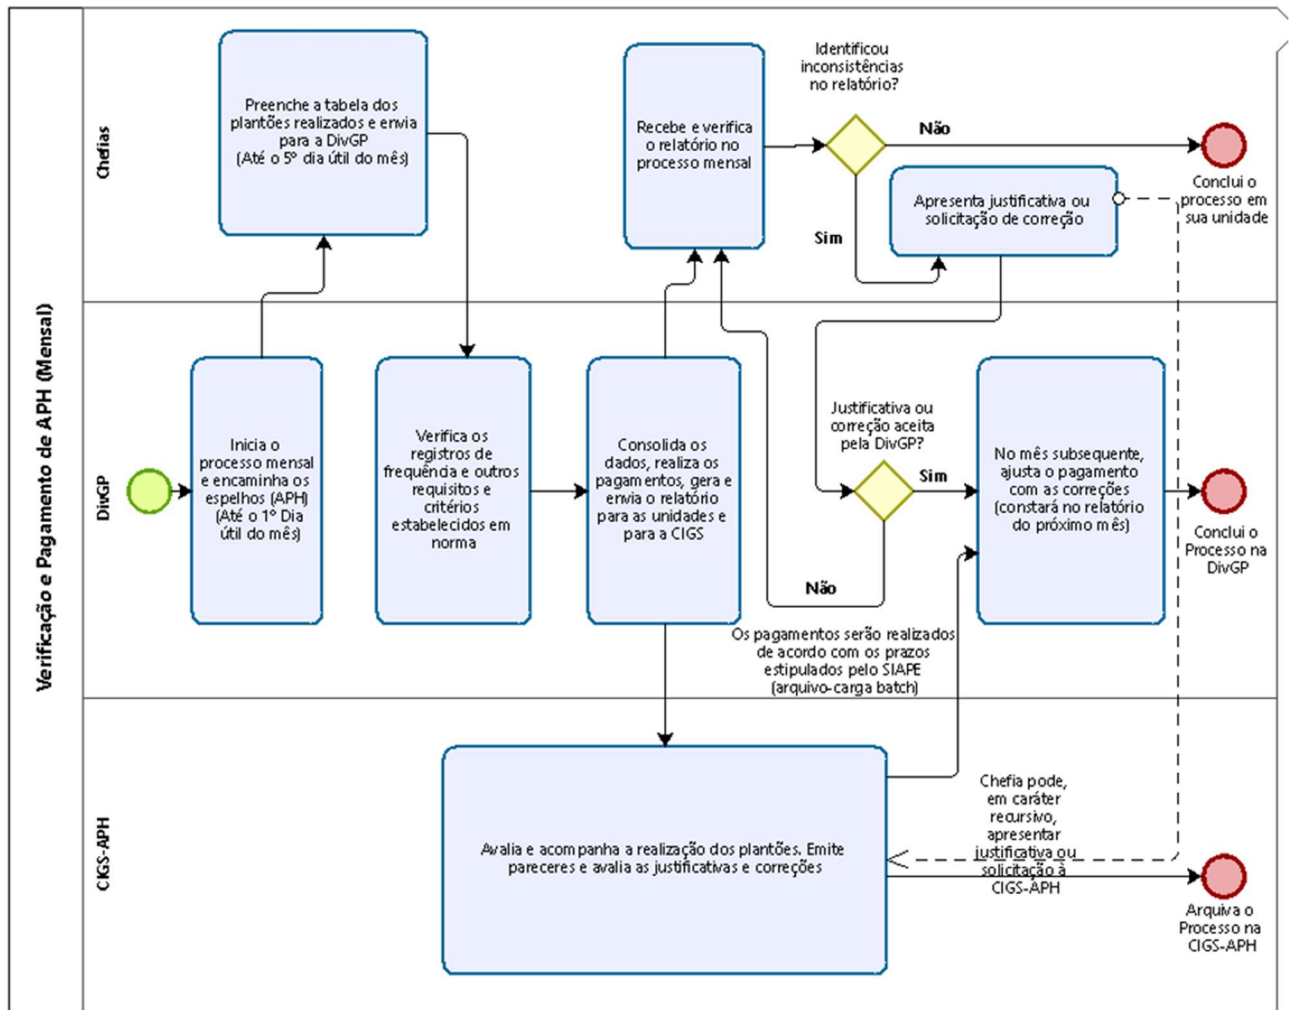 Verificação e Pagamento de APH (Mensal)
Chefias
Preenche a tabela dos
plantões realizados e envia
para a DivGP
(Até o 5º dia útil do mês)
Recebe e verifica
o relatório no
processo mensal
Identificou
inconsistências
no relatório?
Não
Sim
Apresenta justificativa ou
solicitação de correção
Conclui o
processo em
sua unidade
DivGP
Inicia o
processo mensal
e encaminha os
espelhos (APH)
(Até o 1º Dia
útil do mês)
Verifica os
registros de
frequência e outros
requisitos e
critérios
estabelecidos em
norma
Consolida os
dados, realiza os
pagamentos, gera e
envia o relatório
para as unidades e
para a CIGS
Justificativa ou
correção aceita
pela DivGP?
Sim
Não
No mês subsequente,
ajusta o pagamento
com as correções
(constará no relatório
do próximo mês)
Conclui o
Processo na
DivGP
Os pagamentos serão realizados
de acordo com os prazos
estipulados pelo SIAPE
(arquivo-carga batch)
CIGS-APH
Avalia e acompanha a realização dos plantões. Emite
pareceres e avalia as justificativas e correções
Chefia pode,
em caráter
recursivo,
apresentar
justificativa ou
solicitação à
CIGS-APH
Arquiva o
Processo na
CIGS-APH